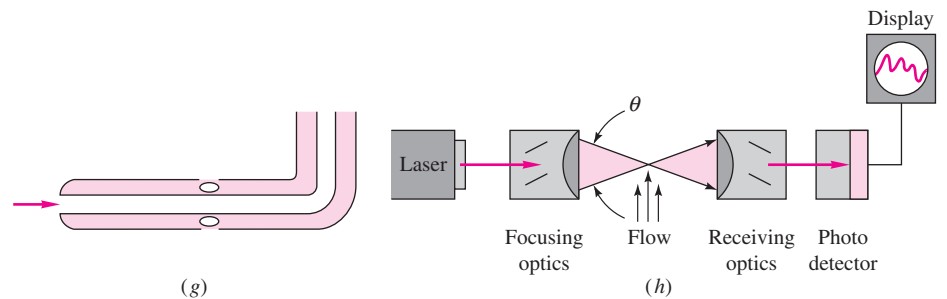 Display
θ
Laser
Focusing optics
Flow
Receiving optics
Photo detector
(g)
(h)